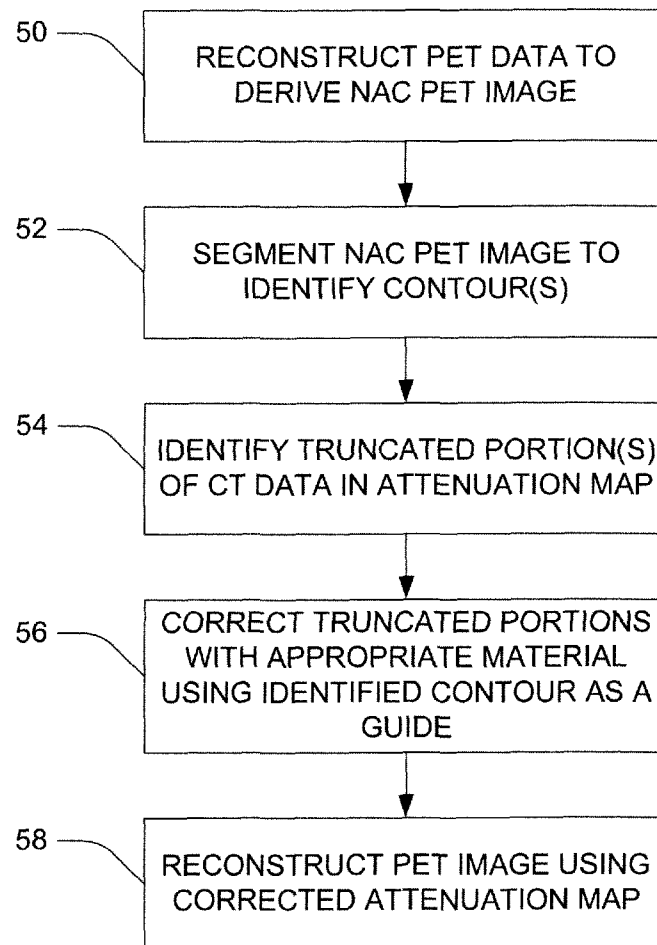 50
RECONSTRUCT PET DATA TO
DERIVE NAC PET IMAGE
52
SEGMENT NAC PET IMAGE TO
IDENTIFY CONTOUR(S)
54
IDENTIFY TRUNCATED PORTION(S)
OF CT DATA IN ATTENUATION MAP
56
CORRECT TRUNCATED PORTIONS
WITH APPROPRIATE MATERIAL
USING IDENTIFIED CONTOUR AS A
GUIDE
58
RECONSTRUCT PET IMAGE USING
CORRECTED ATTENUATION MAP